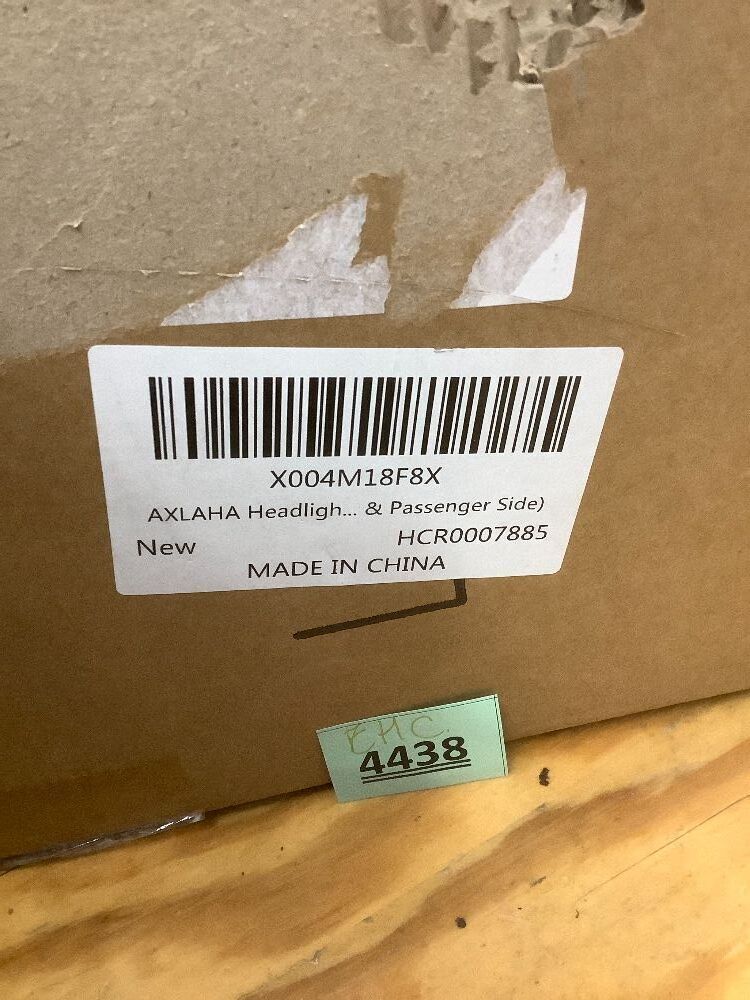 X004M18F8X
AXLAHA Headligh... & Passenger Side)
New HCR0007885
MADE IN CHINA
EHC
4438